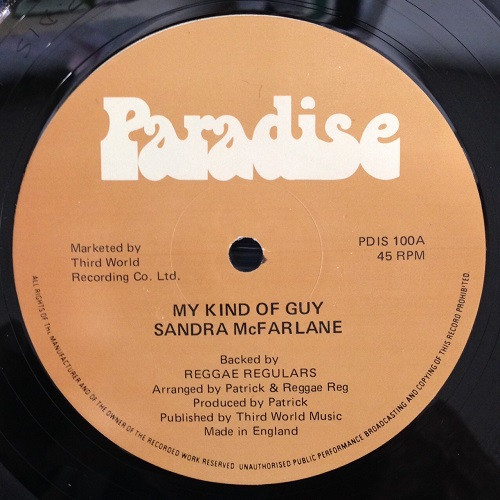 Paradise
Marketed by
Third World
Recording Co. Ltd.
PDIS 100A
45 RPM
MY KIND OF GUY
SANDRA McFARLANE
Backed by
REGGAE REGULARS
Arranged by Patrick & Reggae Reg
Produced by Patrick
Published by Third World Music
Made in England
ALL RIGHTS OF THE MANUFACTURER AND OF THE OWNER OF THE RECORDED WORK RESERVED UNAUTHORISED PUBLIC PERFORMANCE BROADCASTING AND COPYING OF THIS RECORD PROHIBITED